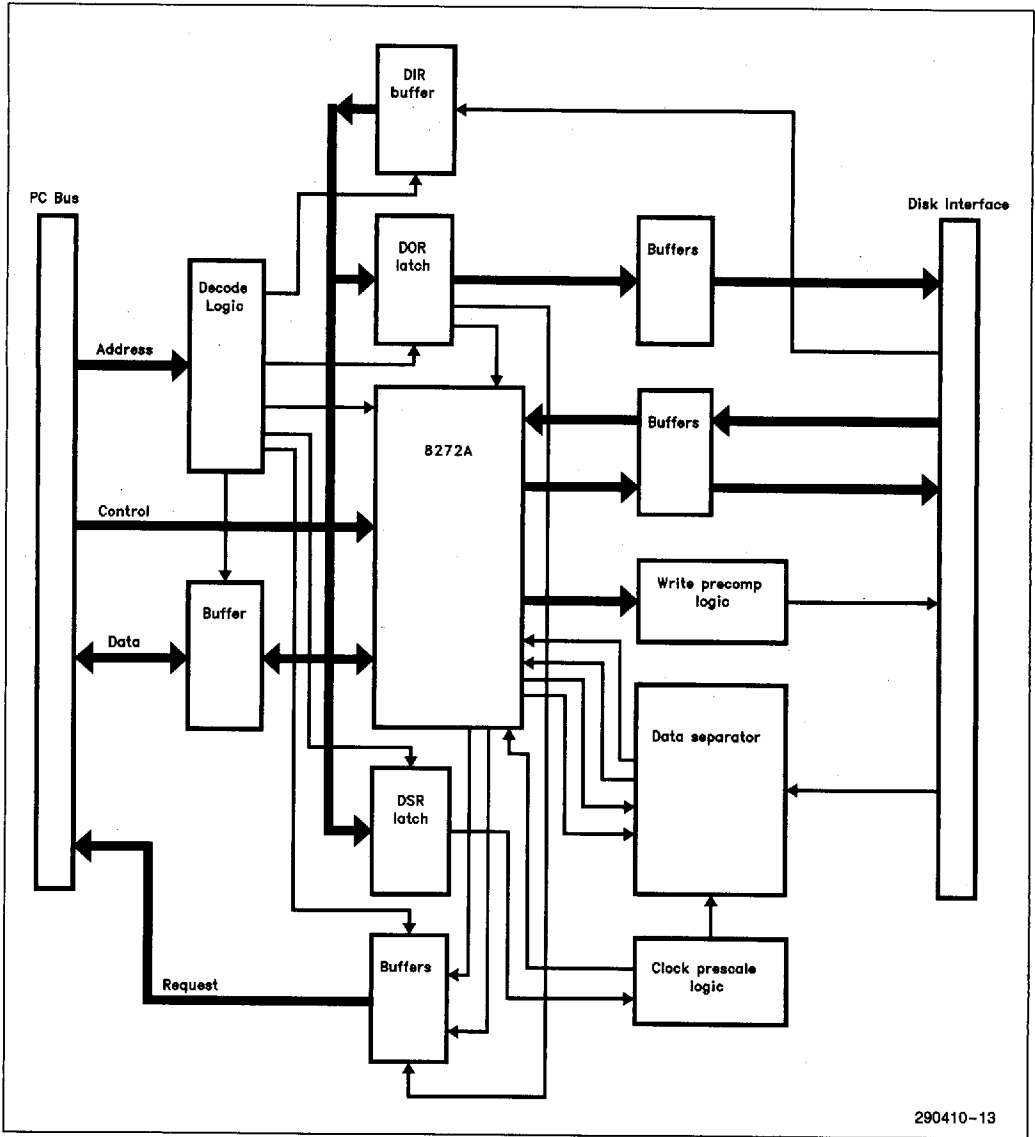 DIR
buffer
PC Bus
Disk Interface
DOR
latch
Buffers
Decode
Logic
Address
Buffers
8272A
Control
Write precomp
logic
Buffer
Data
Data separator
DSR
latch
Buffers
Clock prescale
logic
Request
290410-13